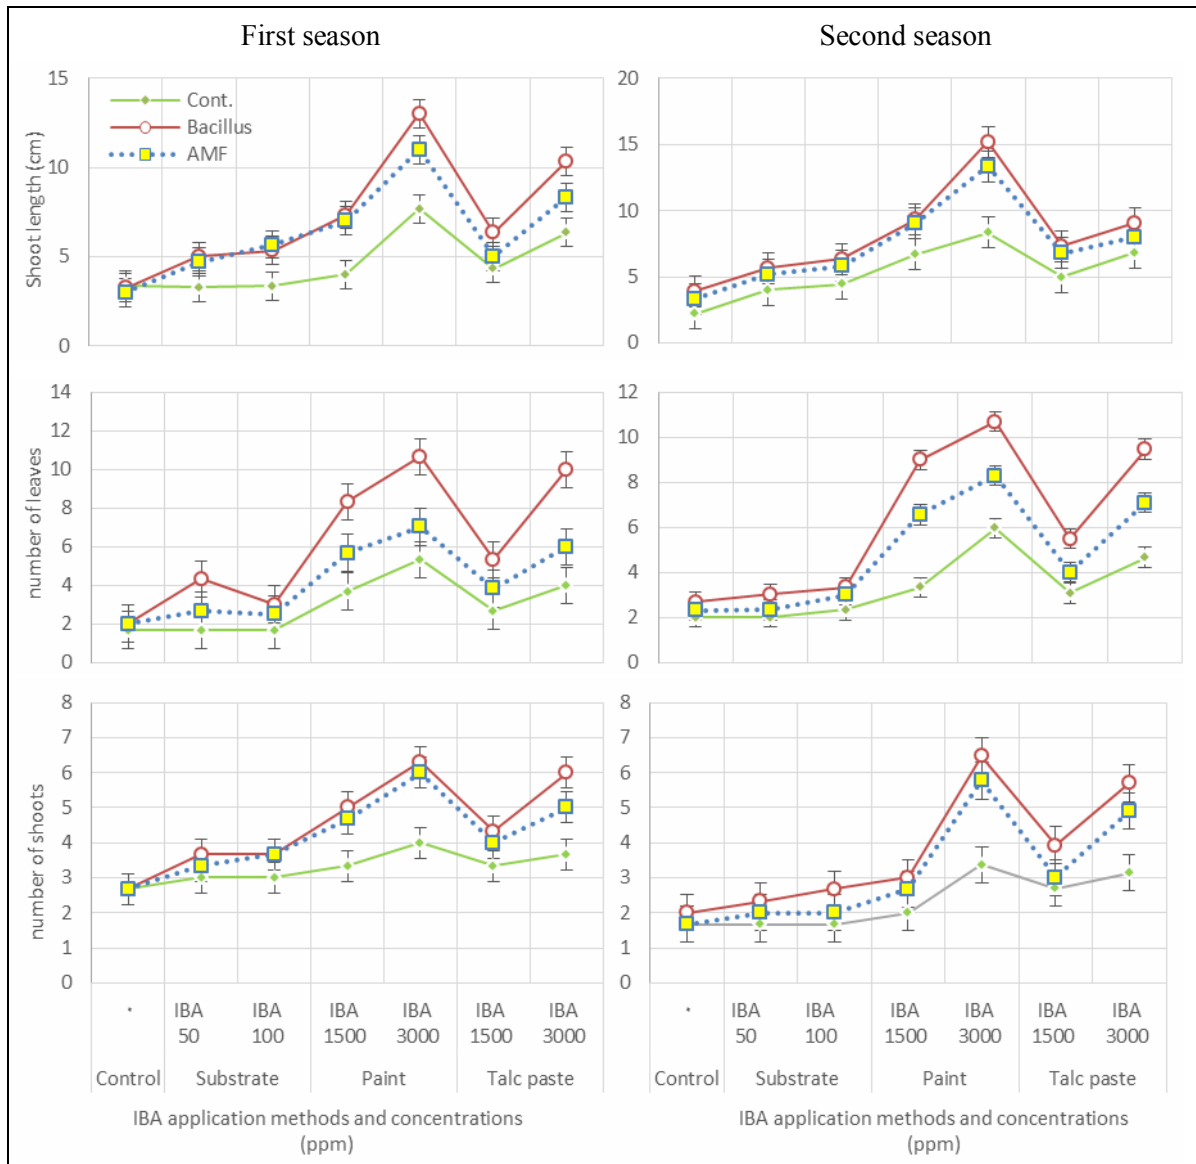 First season
Second season
Shoot length (cm)
15
10
5
0
Cont.
Bacillus
AMF
20
15
10
5
0
number of leaves
14
12
10
8
6
4
2
0
12
10
8
6
4
2
0
number of shoots
8
7
6
5
4
3
2
1
0
8
7
6
5
4
3
2
1
0
IBA IBA IBA IBA IBA IBA
50 100 1500 3000 1500 3000
Control Substrate Paint Talc paste
IBA application methods and concentrations
(ppm)
IBA IBA IBA IBA IBA IBA
50 100 1500 3000 1500 3000
Control Substrate Paint Talc paste
IBA application methods and concentrations
(ppm)